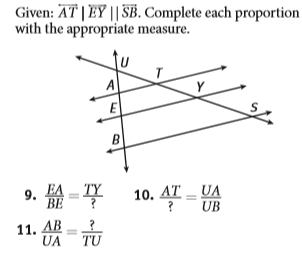 Given: AT | EY || SB. Complete each proportion
with the appropriate measure.
U
T
A
Y
E
S
B
9. EA/BE = TY/? 10. AT/? = UA/UB
11. AB/UA = ?/TU